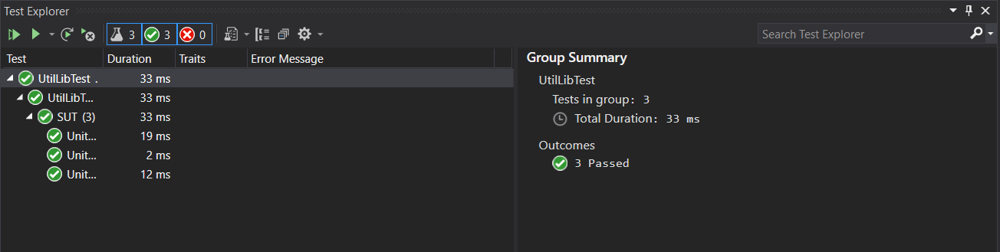 Test Explorer
3 3 0
Search Test Explorer
Test Duration Traits Error Message
UtilLibTest . 33 ms
UtilLibT... 33 ms
SUT (3) 33 ms
Unit... 19 ms
Unit... 2 ms
Unit... 12 ms
Group Summary
UtilLibTest
Tests in group: 3
Total Duration: 33 ms
Outcomes
3 Passed